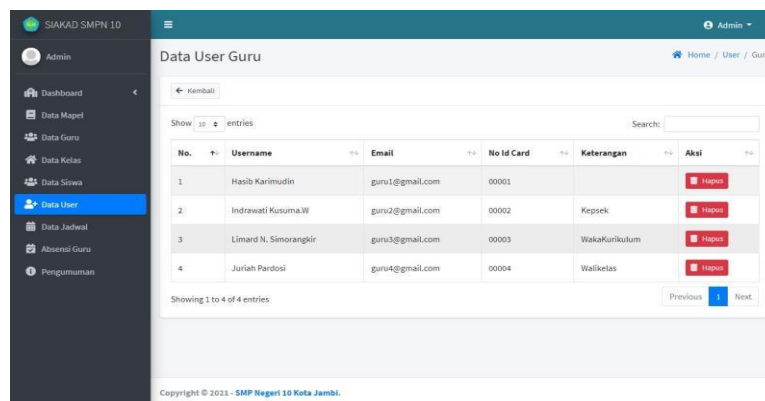 SIAKAD SMPN 10
Admin
Admin
Data User Guru
Home / User / Gur
Dashboard
Data Mapel
Data Guru
Data Kelas
Data Siswa
Data User
Data Jadwal
Absensi Guru
Pengumuman
Kembali
Show 10 entries
Search:
No. Username Email No Id Card Keterangan Aksi
1 Hasib Karimudin guru1@gmail.com 00001 Hapus
2 Indrawati Kusuma.W guru2@gmail.com 00002 Kepsek Hapus
3 Limard N. Simorangkir guru3@gmail.com 00003 WakaKurikulum Hapus
4 Juriah Pardosi guru4@gmail.com 00004 Walikelas Hapus
Showing 1 to 4 of 4 entries
Previous 1 Next
Copyright © 2021 - SMP Negeri 10 Kota Jambi.